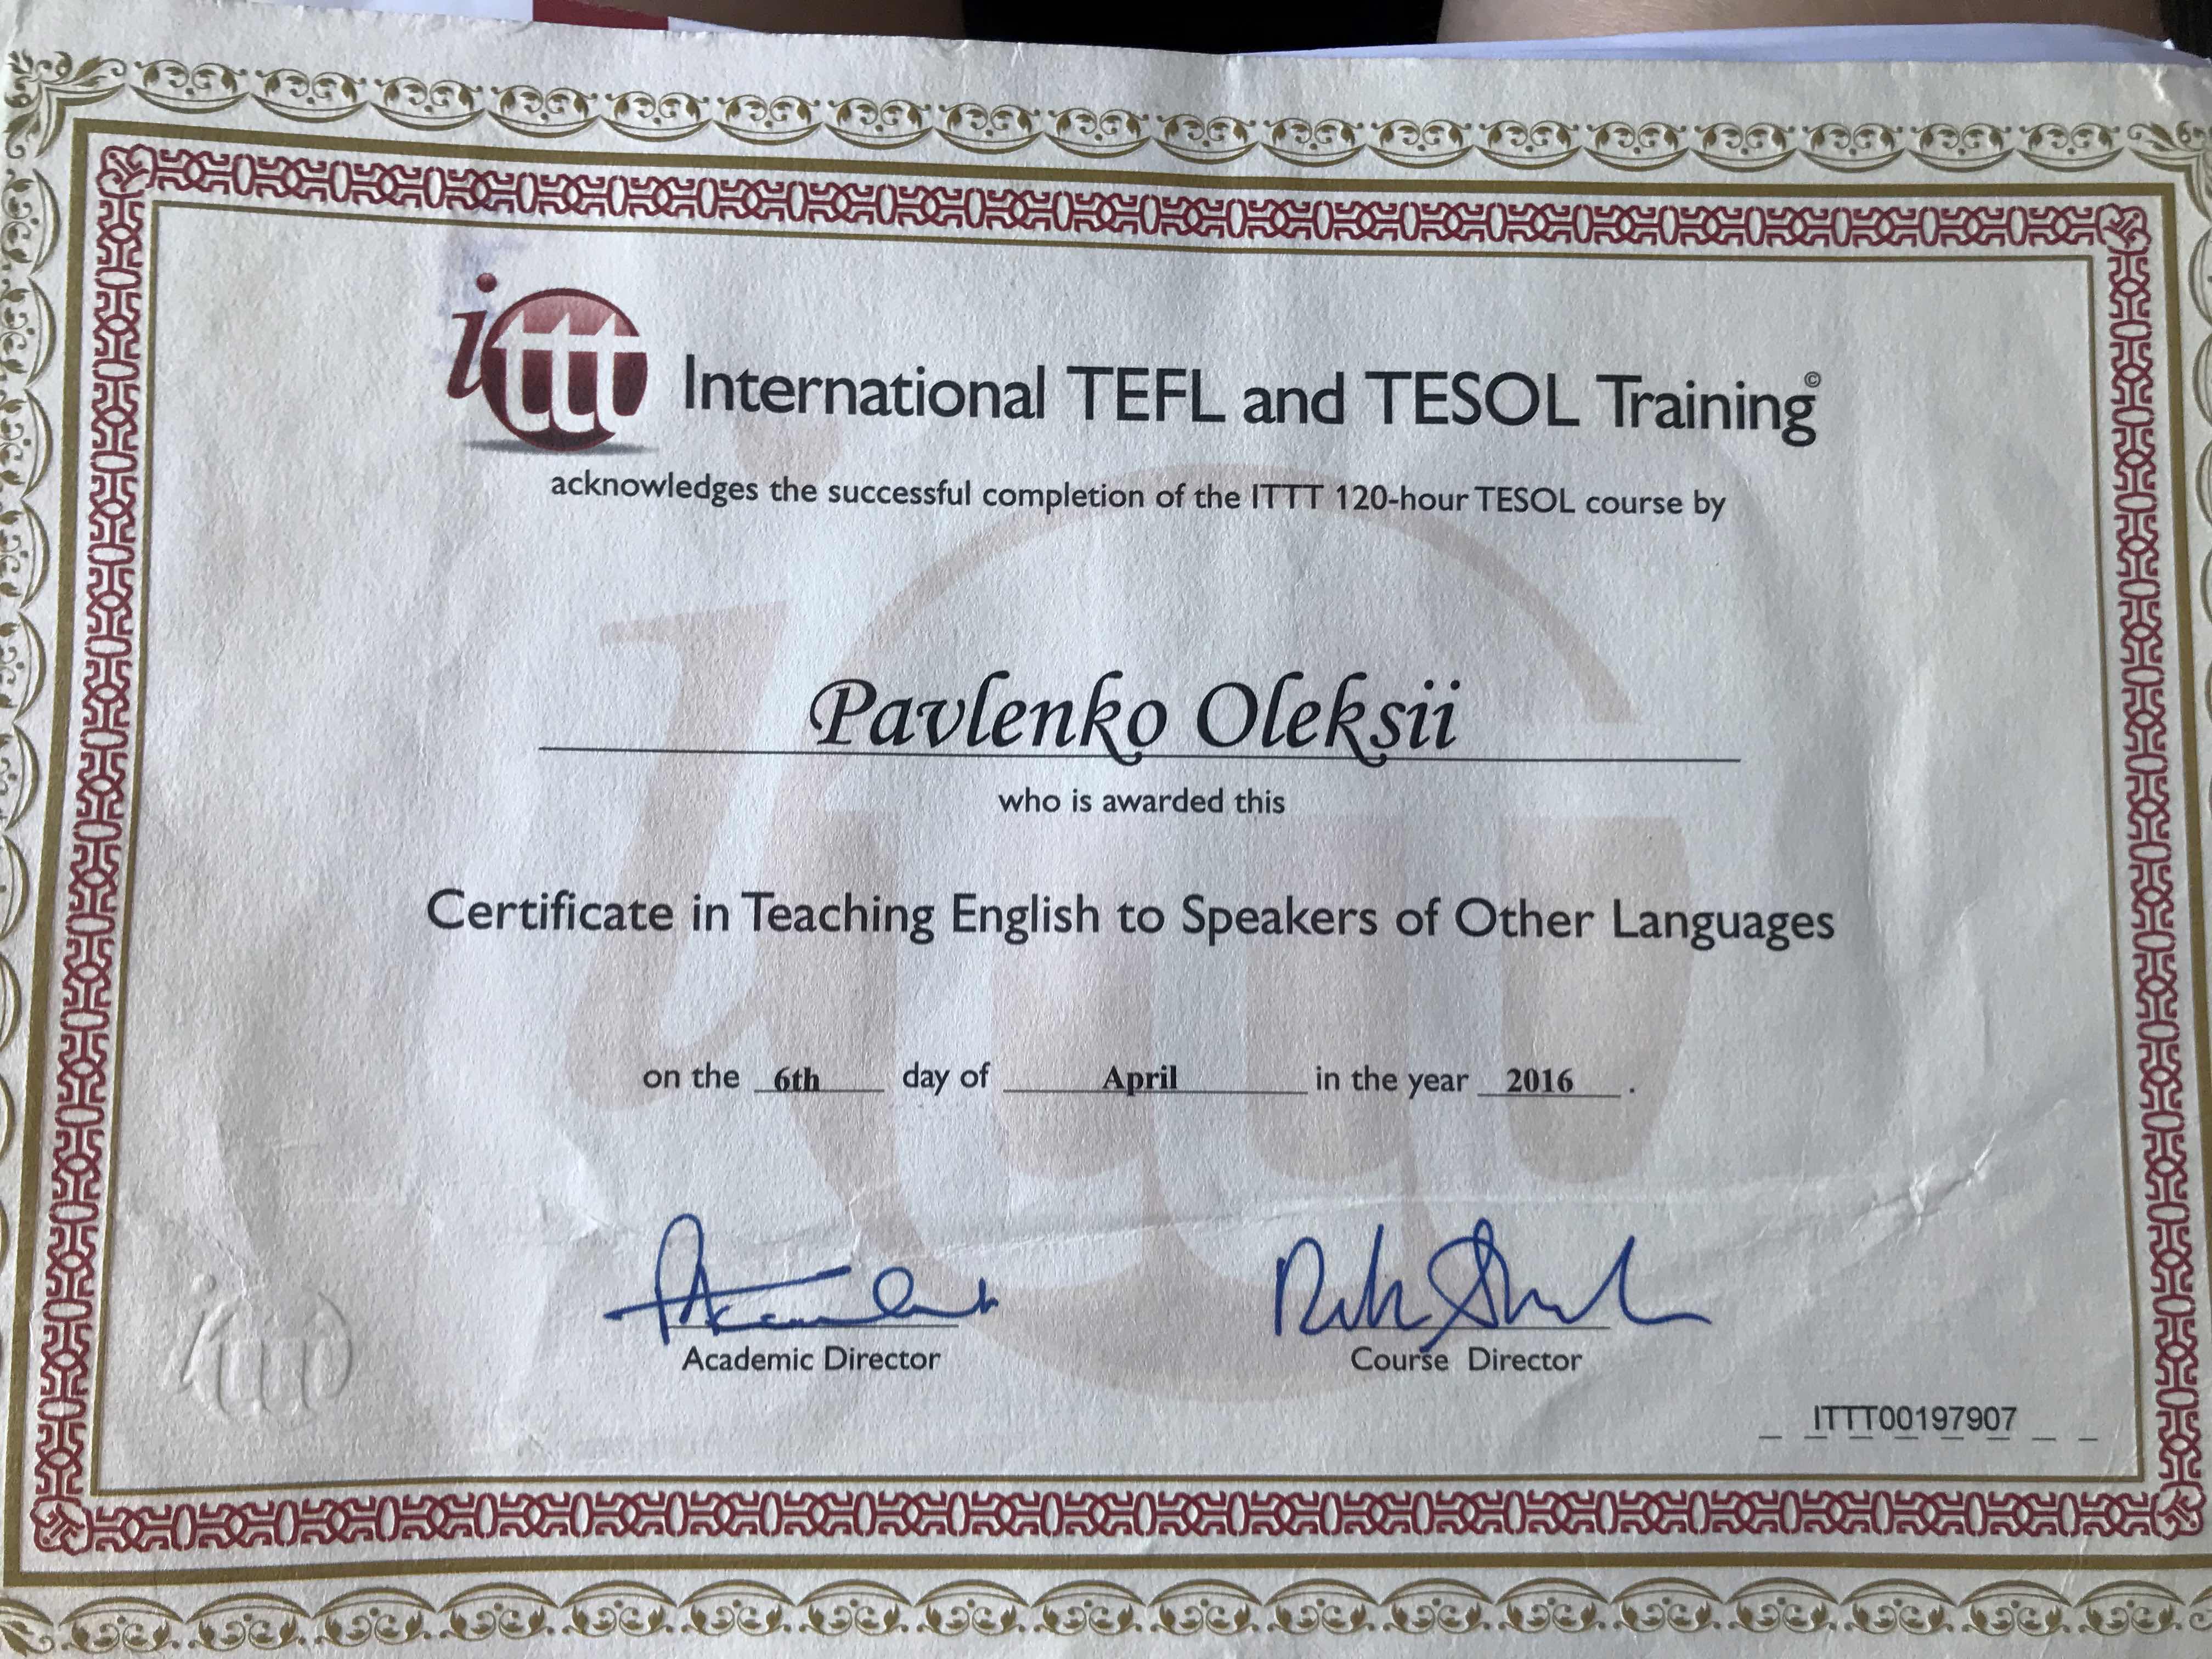 ittt International TEFL and TESOL Training©
acknowledges the successful completion of the ITTT 120-hour TESOL course by
Pavlenko Oleksii
who is awarded this
Certificate in Teaching English to Speakers of Other Languages
on the 6th day of April in the year 2016 .
Academic Director Course Director
ITTT00197907
ittt